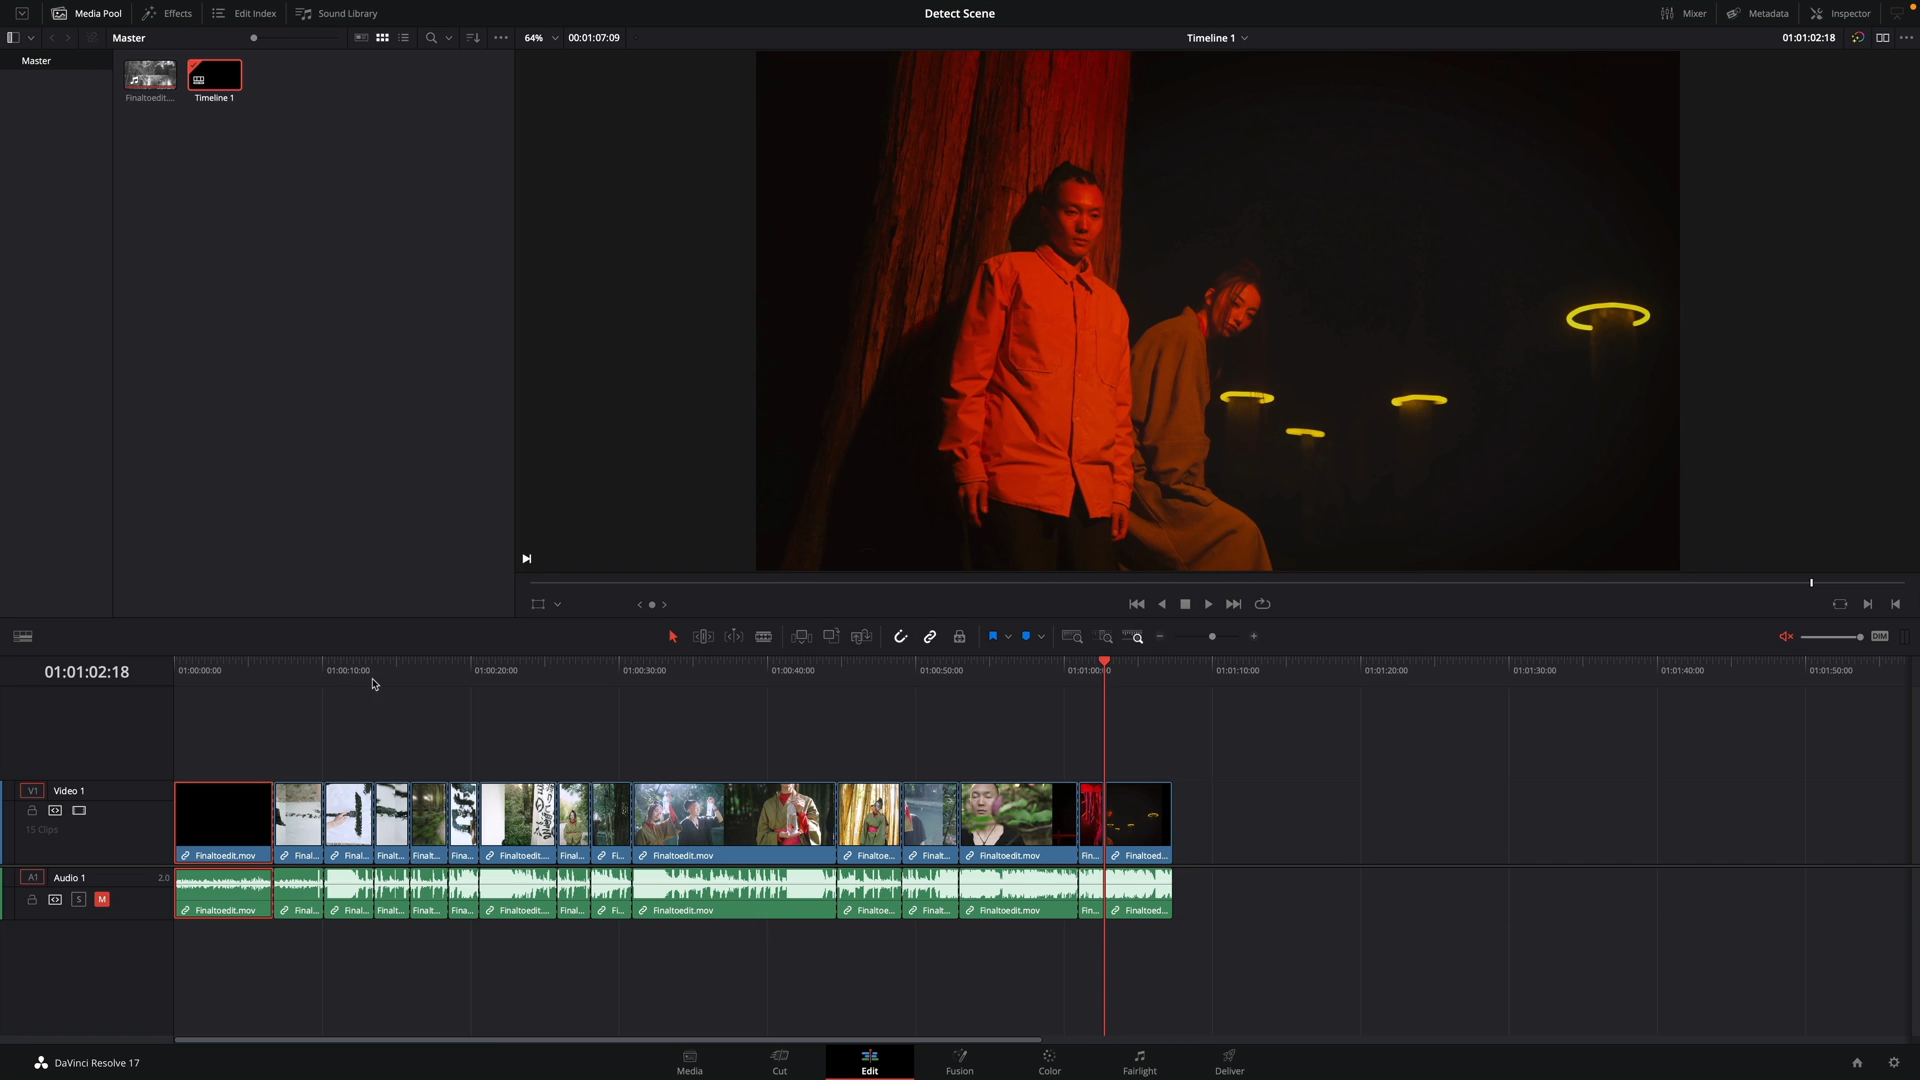 Media Pool
Effects
Edit Index
Sound Library
Detect Scene
Mixer
Metadata
Inspector
Master
64%
00:01:07:09
Timeline 1
01:01:02:18
Master
Finaltoedit....
Timeline 1
DIM
01:01:02:18
01:00:00:00
01:00:10:00
01:00:20:00
01:00:30:00
01:00:40:00
01:00:50:00
01:01:00:00
01:01:10:00
01:01:20:00
01:01:30:00
01:01:40:00
01:01:50:00
V1
Video 1
15 Clips
Finaltoedit.mov
Final...
Final...
Finalt...
Finalt...
Fina...
Finaltoedit....
Final...
Fi...
Finaltoedit.mov
Finaltoe...
Finalt...
Finaltoedit.mov
Fin...
Finaltoed...
A1
Audio 1
2.0
S
M
Finaltoedit.mov
Final...
Final...
Finalt...
Finalt...
Fina...
Finaltoedit....
Final...
Fi...
Finaltoedit.mov
Finaltoe...
Finalt...
Finaltoedit.mov
Fin...
Finaltoed...
DaVinci Resolve 17
Media
Cut
Edit
Fusion
Color
Fairlight
Deliver